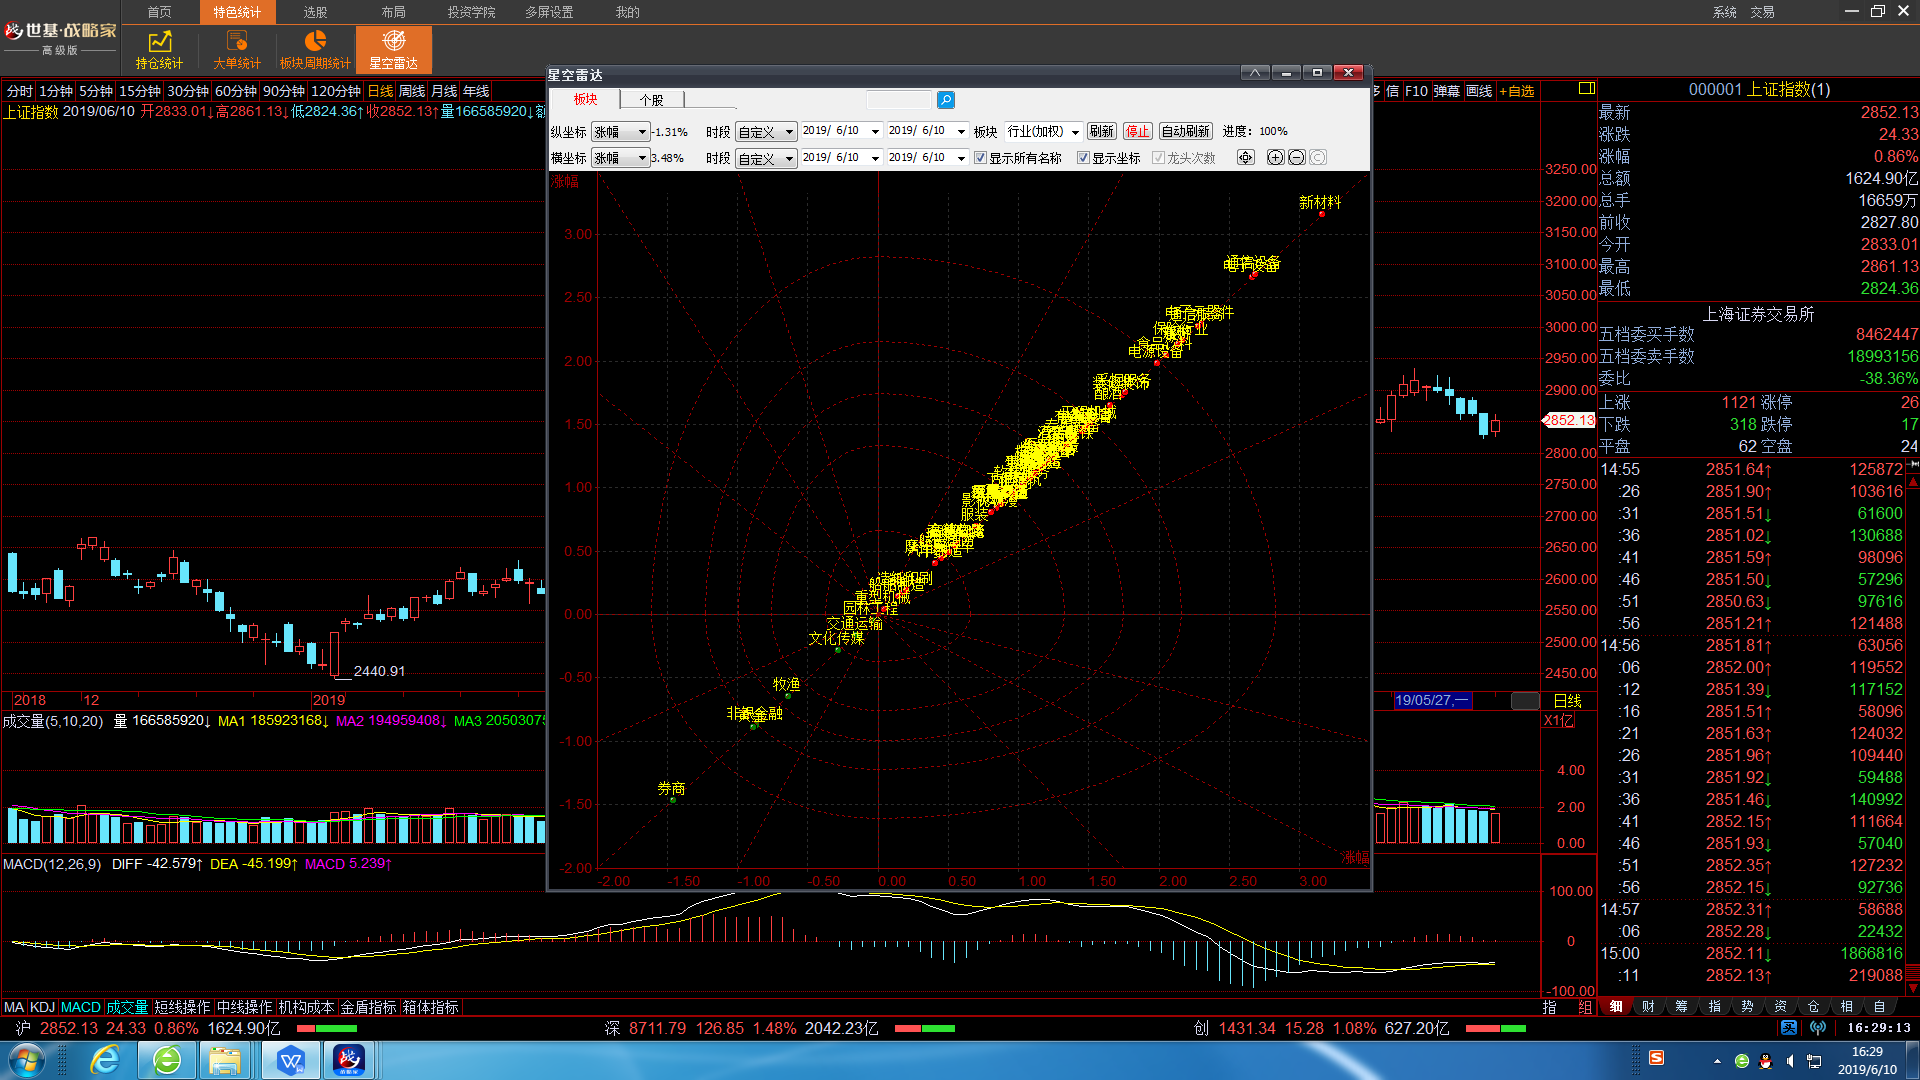 首页 特色统计 选股 布局 投资学院 多屏设置 我的 系统 交易
世基·战略家
高级版
持仓统计 大单统计 板块周期统计 星空雷达
分时 1分钟 5分钟 15分钟 30分钟 60分钟 90分钟 120分钟 日线 周线 月线 年线
信 F10 弹幕 画线 +自选
上证指数 2019/06/10 开2833.01↓高2861.13↓低2824.36↑收2852.13↑量166585920↓
2440.91
2018 12 2019
19/05/27,一 日线
成交量(5,10,20) 量 166585920↓ MA1 185923168↓ MA2 194959408↓ MA3 20503075
X1亿
4.00
2.00
0.00
MACD(12,26,9) DIFF -42.579↑ DEA -45.199↑ MACD 5.239↑
100.00
0
-100.00
3250.00
3200.00
3150.00
3100.00
3050.00
3000.00
2950.00
2900.00
2852.13
2800.00
2750.00
2700.00
2650.00
2600.00
2550.00
2500.00
2450.00
星空雷达
板块 个股
纵坐标 涨幅 -1.31% 时段 自定义 2019/ 6/10 2019/ 6/10 板块 行业(加权) 刷新 停止 自动刷新 进度: 100%
横坐标 涨幅 3.48% 时段 自定义 2019/ 6/10 2019/ 6/10 显示所有名称 显示坐标 龙头次数
涨幅
3.00
2.50
2.00
1.50
1.00
0.50
0.00
-0.50
-1.00
-1.50
-2.00
-2.00 -1.50 -1.00 -0.50 0.00 0.50 1.00 1.50 2.00 2.50 3.00
涨幅
新材料
通信设备
电源设备
酿酒
服装
重型机械
园林工程
交通运输
文化传媒
牧渔
非银金融
券商
000001 上证指数(1)
最新 2852.13
涨跌 24.33
涨幅 0.86%
总额 1624.90亿
总手 16659万
前收 2827.80
今开 2833.01
最高 2861.13
最低 2824.36
上海证券交易所
五档委买手数 8462447
五档委卖手数 18993156
委比 -38.36%
上涨 1121 涨停 26
下跌 318 跌停 17
平盘 62 空盘 24
14:55 2851.64↑ 125872
:26 2851.90↑ 103616
:31 2851.51↓ 61600
:36 2851.02↓ 130688
:41 2851.59↑ 98096
:46 2851.50↓ 57296
:51 2850.63↓ 97616
:56 2851.21↑ 121488
14:56 2851.81↑ 63056
:06 2852.00↑ 119552
:12 2851.39↓ 117152
:16 2851.51↑ 58096
:21 2851.63↑ 124032
:26 2851.96↑ 109440
:31 2851.92↓ 59488
:36 2851.46↓ 140992
:41 2852.15↑ 111664
:46 2851.93↓ 57040
:51 2852.35↑ 127232
:56 2852.15↓ 92736
14:57 2852.31↑ 58688
:06 2852.28↓ 22432
15:00 2852.11↓ 1866816
:11 2852.13↑ 219088
MA KDJ MACD 成交量 短线操作 中线操作 机构成本 金盾指标 箱体指标
指 组 细 财 筹 指 势 资 仓 相 自
沪 2852.13 24.33 0.86% 1624.90亿 深 8711.79 126.85 1.48% 2042.23亿 创 1431.34 15.28 1.08% 627.20亿 买 16:29:13
16:29
2019/6/10